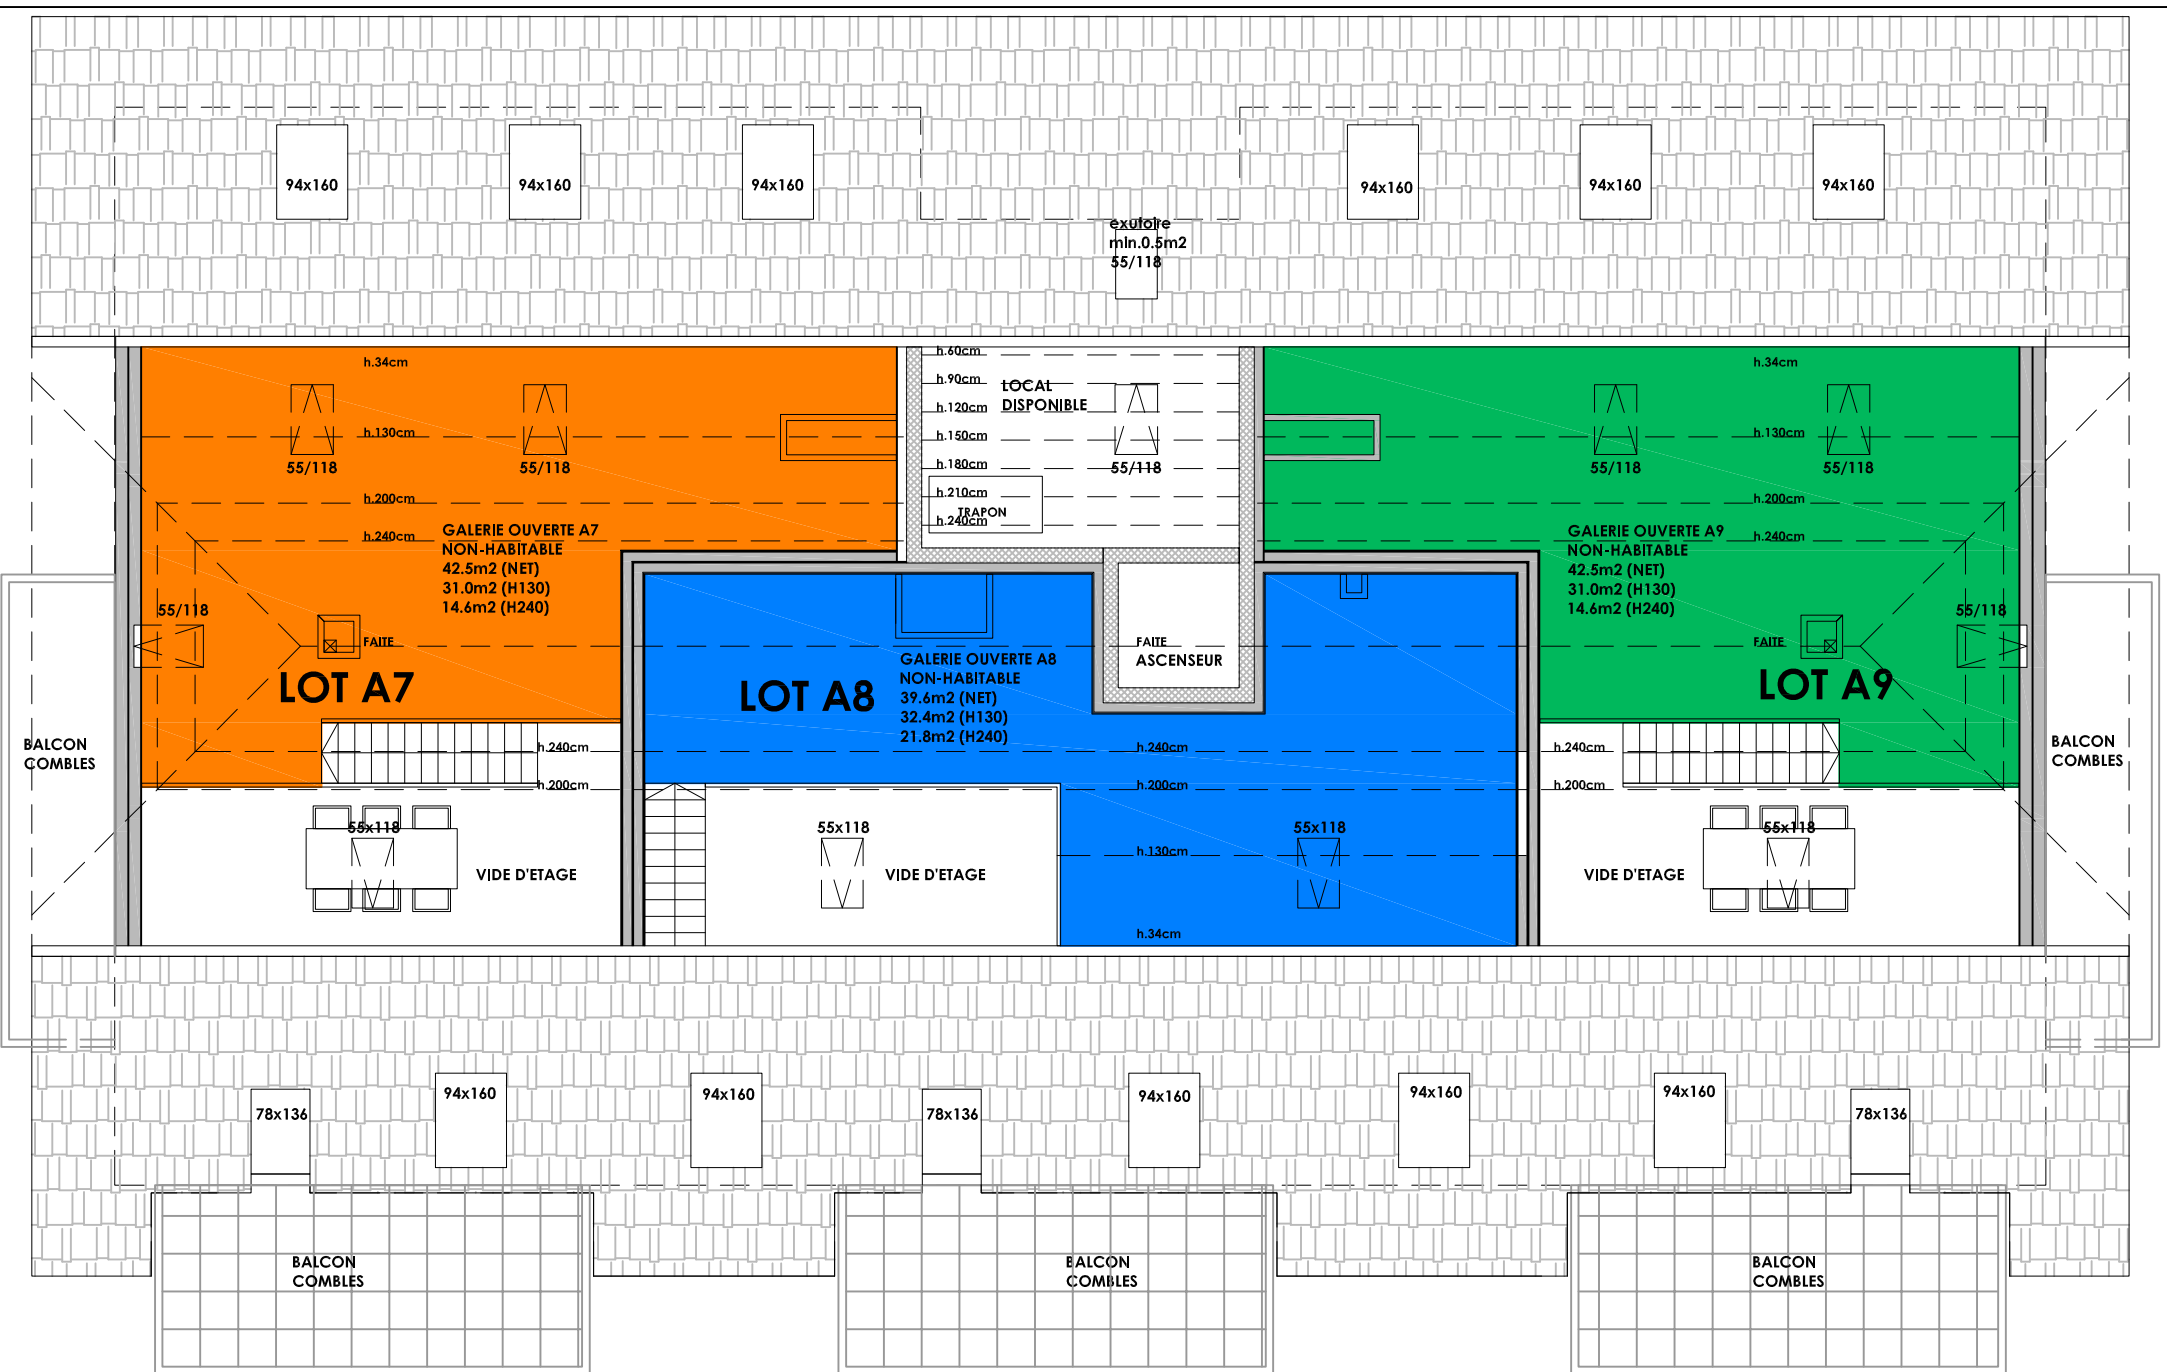 94x160
94x160
94x160
94x160
94x160
94x160
exutoire
min.0.5m2
55/118
h.34cm
h.60cm
h.90cm
h.120cm
h.150cm
h.180cm
h.210cm
h.240cm
LOCAL
DISPONIBLE
TRAPON
55/118
h.34cm
h.130cm
h.130cm
55/118
55/118
55/118
55/118
h.200cm
h.200cm
h.240cm
h.240cm
GALERIE OUVERTE A7
NON-HABITABLE
42.5m2 (NET)
31.0m2 (H130)
14.6m2 (H240)
GALERIE OUVERTE A9
NON-HABITABLE
42.5m2 (NET)
31.0m2 (H130)
14.6m2 (H240)
55/118
55/118
FAITE
FAITE
ASCENSEUR
FAITE
LOT A7
LOT A8
GALERIE OUVERTE A8
NON-HABITABLE
39.6m2 (NET)
32.4m2 (H130)
21.8m2 (H240)
LOT A9
BALCON
COMBLES
BALCON
COMBLES
h.240cm
h.240cm
h.240cm
h.200cm
h.200cm
h.200cm
55x118
55x118
55x118
55x118
h.130cm
VIDE D'ETAGE
VIDE D'ETAGE
VIDE D'ETAGE
h.34cm
78x136
94x160
94x160
78x136
94x160
94x160
94x160
78x136
BALCON
COMBLES
BALCON
COMBLES
BALCON
COMBLES